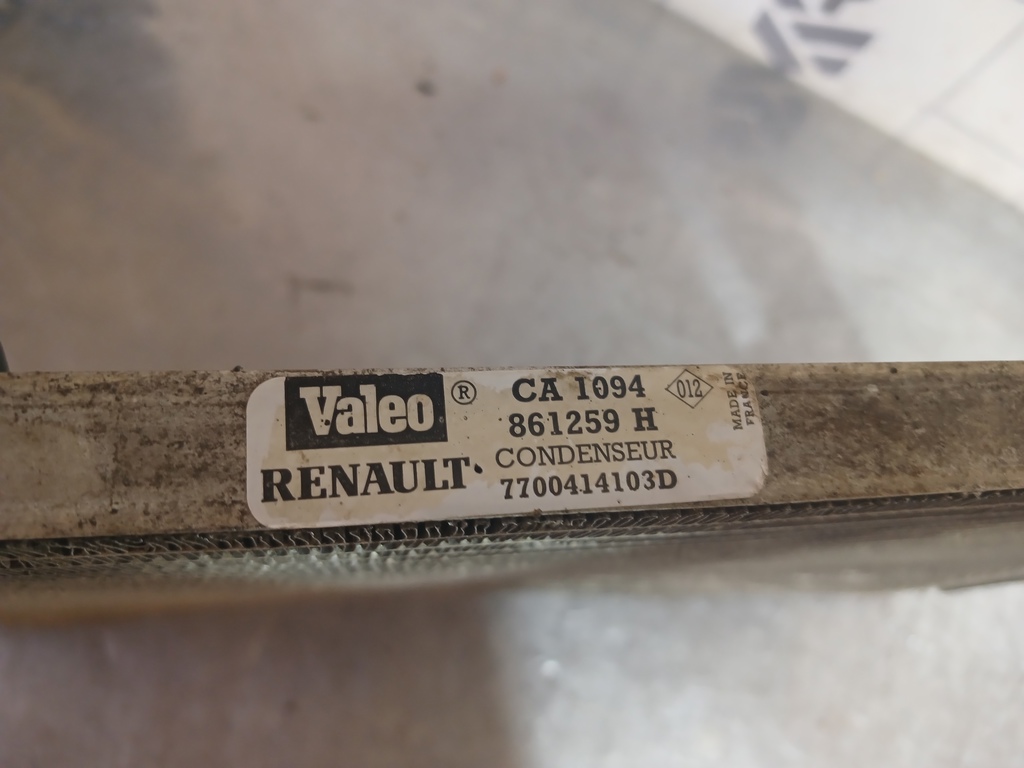 Valeo ®
RENAULT
CA 1094
861259 H
CONDENSEUR
7700414103D
012
MADE IN
FRANCE